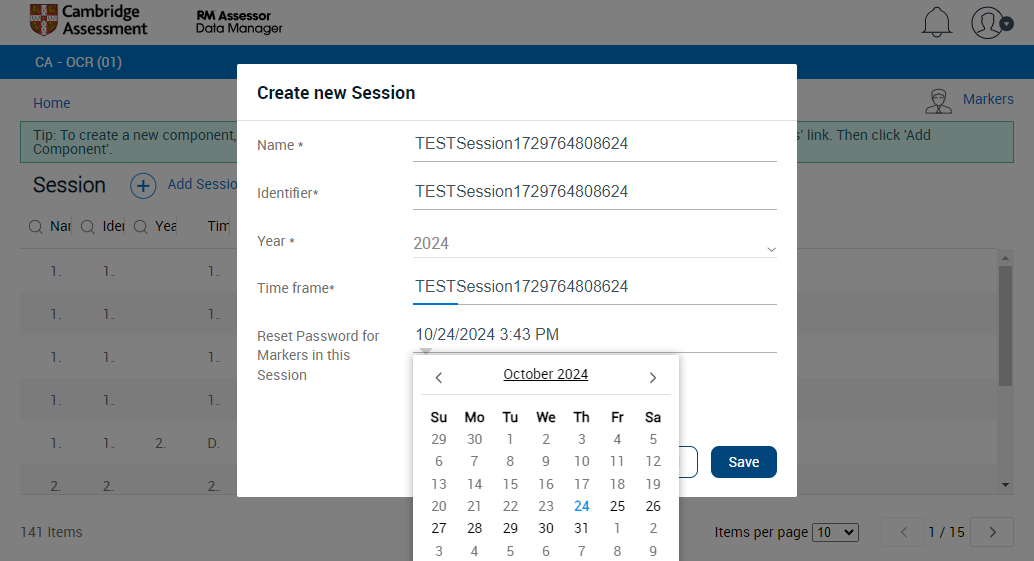 Cambridge
Assessment
RM Assessor
Data Manager
CA - OCR (01)
Home
Markers
Tip: To create a new component,
' link. Then click 'Add
Component'.
Session
Add Sessio
Nar
Ider
Yea
Tim
1.
1..
1..
1.
1..
1..
1.
1..
1..
1.
1..
1..
1.
1..
2.
D.
2.
1..
2..
141 Items
Items per page 10
1 / 15
Create new Session
Name *
TESTSession1729764808624
Identifier*
TESTSession1729764808624
Year *
2024
Time frame*
TESTSession1729764808624
Reset Password for
Markers in this
Session
10/24/2024 3:43 PM
October 2024
Su Mo Tu We Th Fr Sa
29 30 1 2 3 4 5
6 7 8 9 10 11 12
13 14 15 16 17 18 19
20 21 22 23 24 25 26
27 28 29 30 31 1 2
3 4 5 6 7 8 9
Save